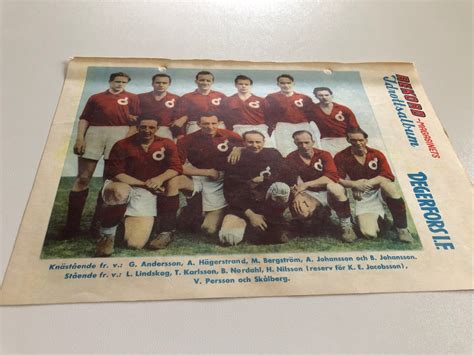 REKORD
-MAGASINETS
Idrottsalbum
DEGERFORS I.F.
Knästående fr. v.: G. Andersson, A. Hägerstrand, M. Bergström, A. Johansson och B. Johansson.
Stående fr. v.: L. Lindskog, T. Karlsson, B. Nordahl, H. Nilsson (reserv för K. E. Jacobsson),
V. Persson och Skålberg.